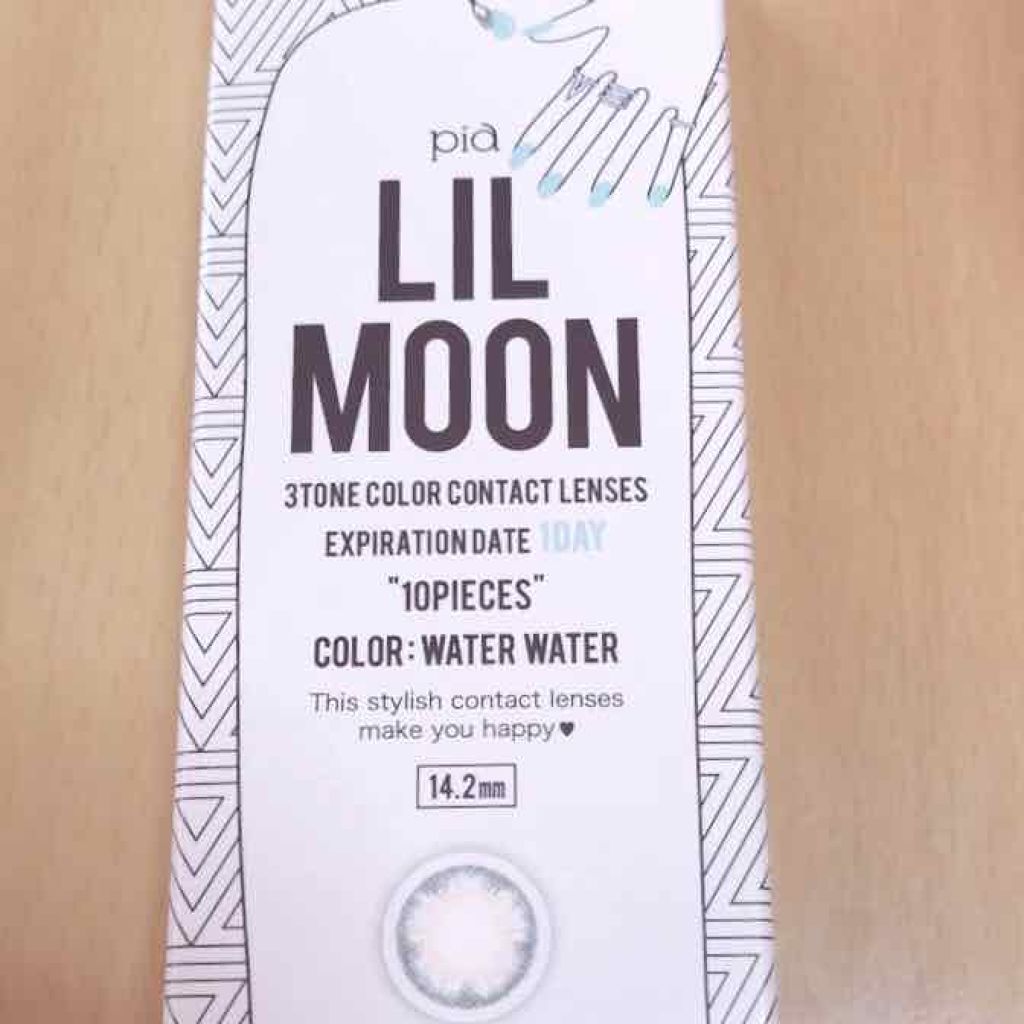 pia
LIL
MOON
3TONE COLOR CONTACT LENSES
EXPIRATION DATE 1DAY
"10PIECES"
COLOR: WATER WATER
This stylish contact lenses
make you happy♥
14.2mm